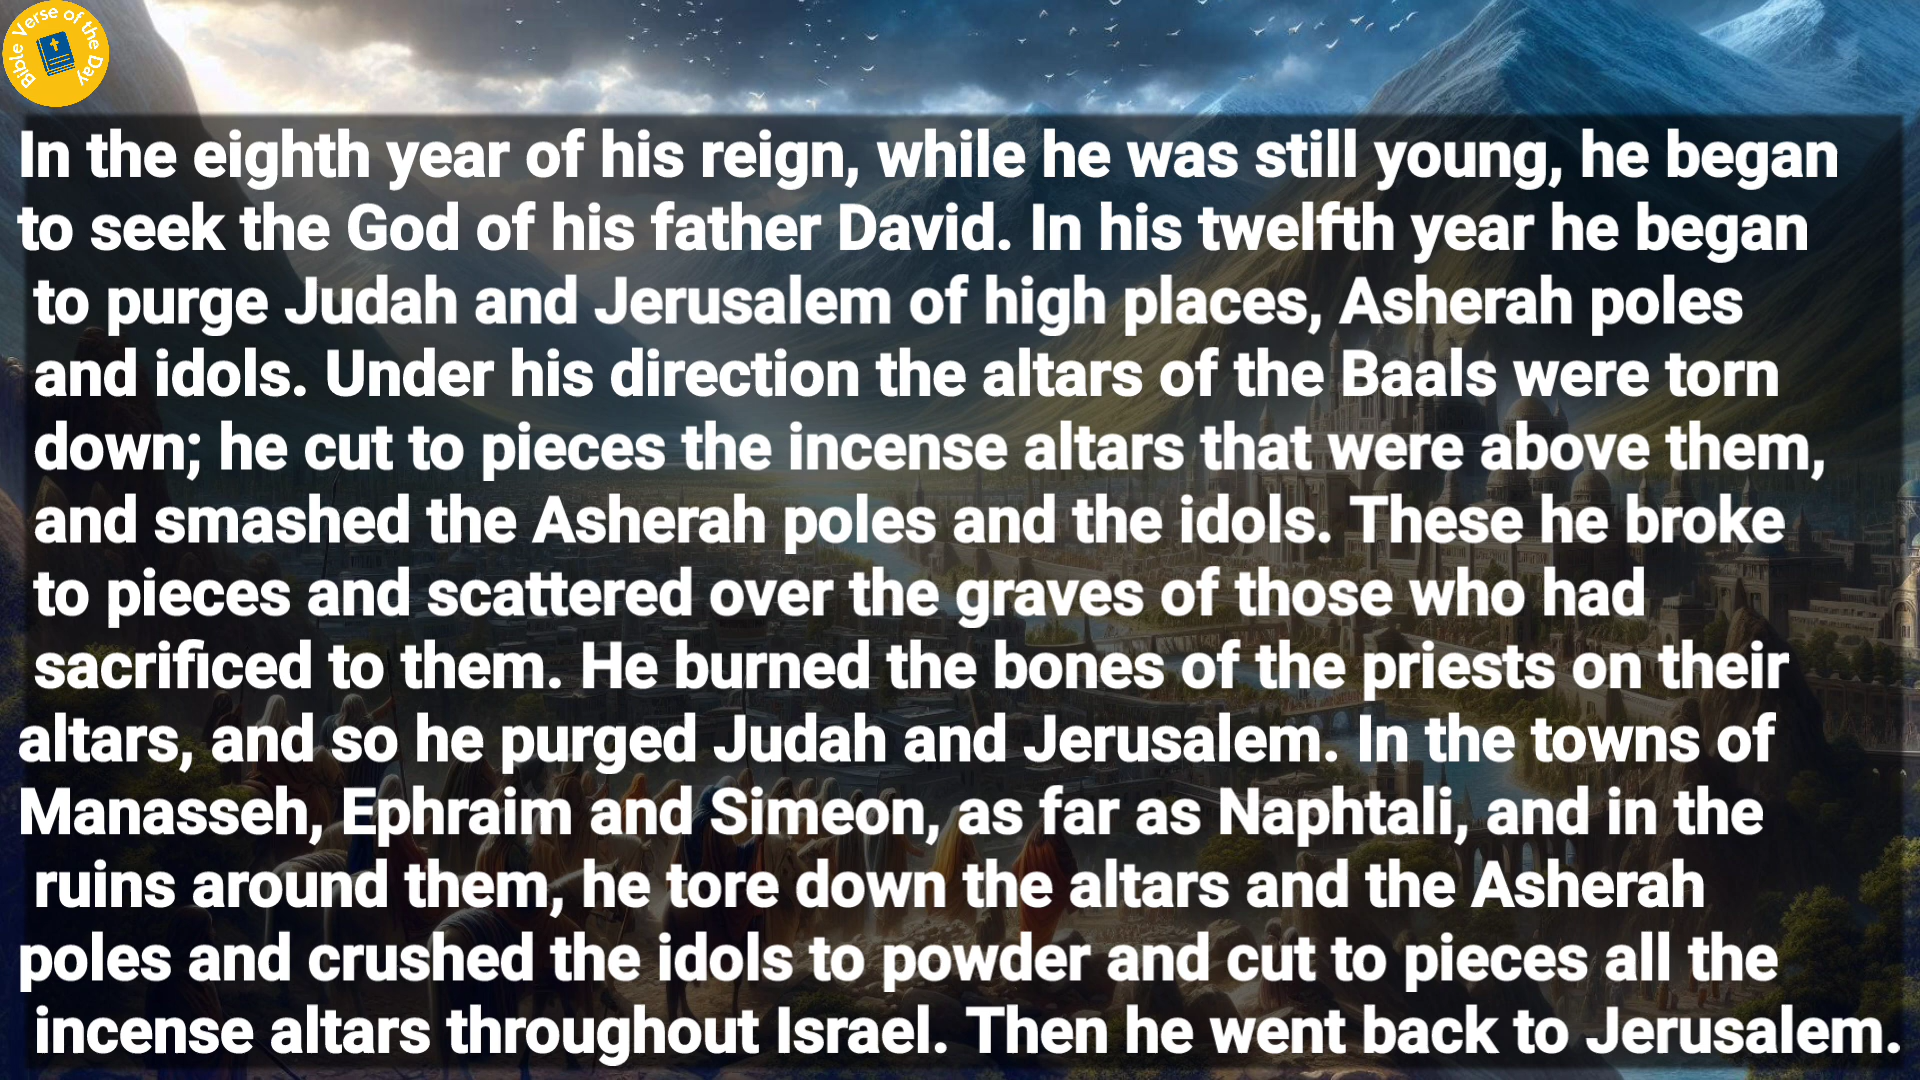 Bible Verse of the Day
In the eighth year of his reign, while he was still young, he began
to seek the God of his father David. In his twelfth year he began
to purge Judah and Jerusalem of high places, Asherah poles
and idols. Under his direction the altars of the Baals were torn
down; he cut to pieces the incense altars that were above them,
and smashed the Asherah poles and the idols. These he broke
to pieces and scattered over the graves of those who had
sacrificed to them. He burned the bones of the priests on their
altars, and so he purged Judah and Jerusalem. In the towns of
Manasseh, Ephraim and Simeon, as far as Naphtali, and in the
ruins around them, he tore down the altars and the Asherah
poles and crushed the idols to powder and cut to pieces all the
incense altars throughout Israel. Then he went back to Jerusalem.